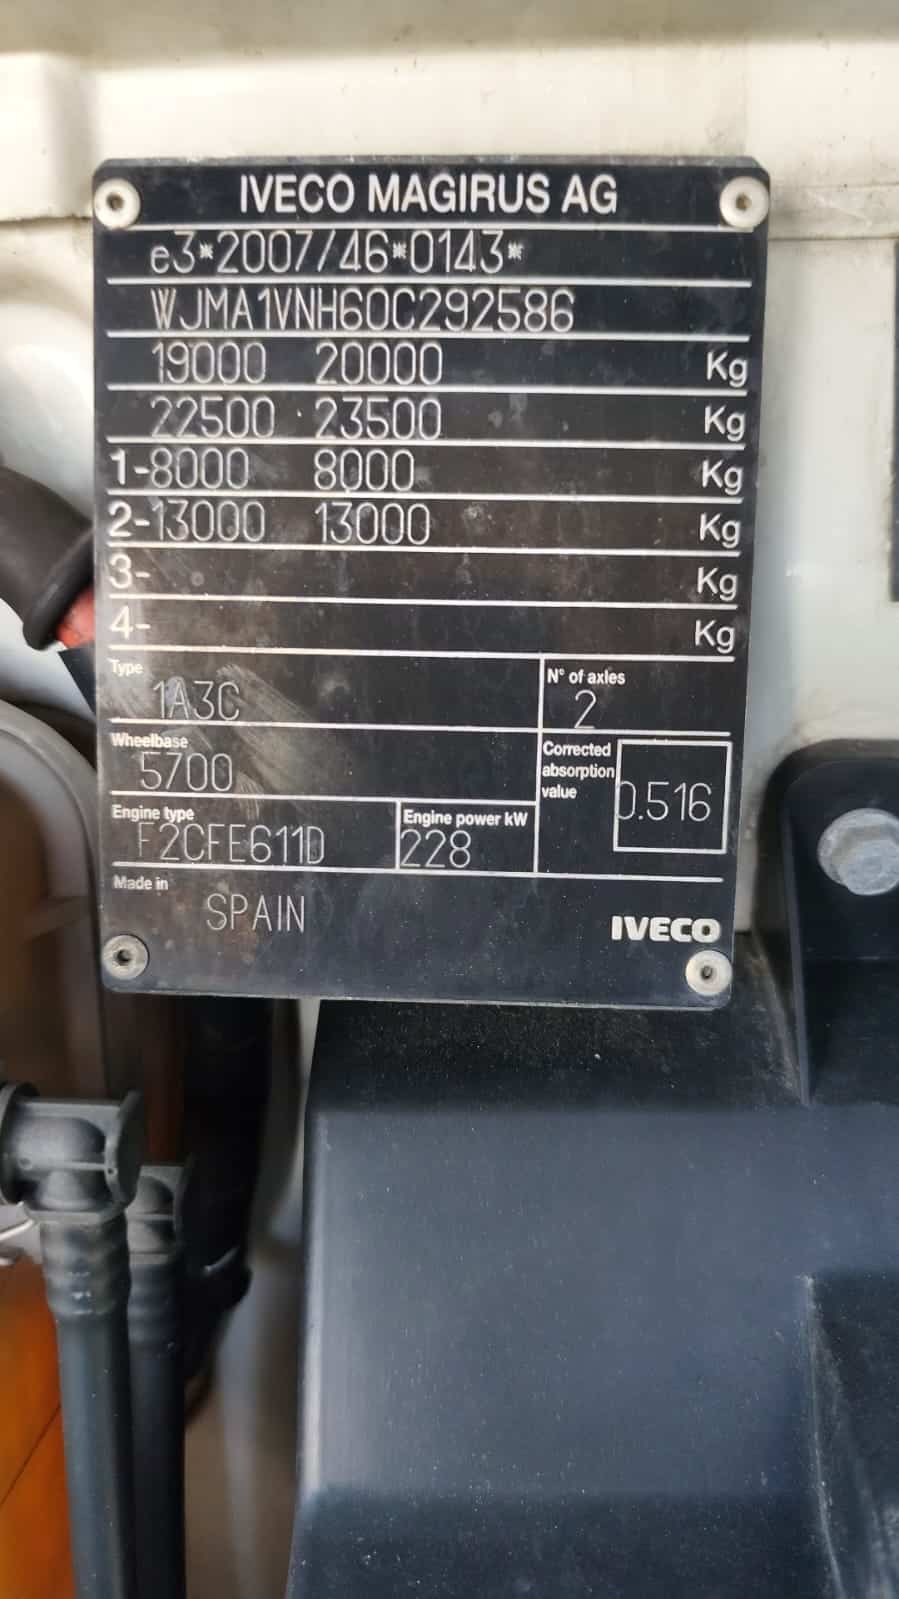 IVECO MAGIRUS AG
e3*2007/46*0143*
WJMA1VNH60C292586
19000 20000 Kg
22500 23500 Kg
1-8000 8000 Kg
2-13000 13000 Kg
3- Kg
4- Kg
Type
1A3C
N° of axles
2
Wheelbase
5700
Corrected
absorption
value
0.516
Engine type
F2CFE611D
Engine power kW
228
Made in
SPAIN
IVECO